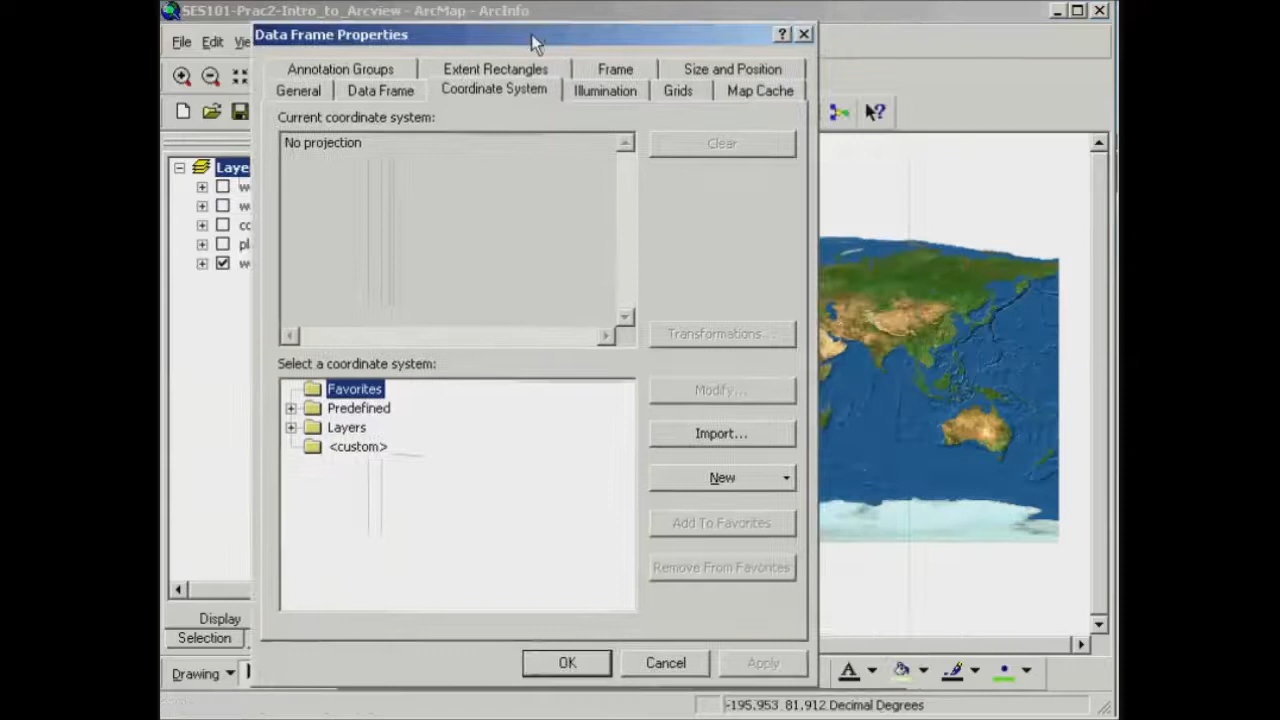 SES101-Prac2-Intro_to_Arcview - ArcMap - ArcInfo
Data Frame Properties
File Edit
Annotation Groups Extent Rectangles Frame Size and Position
General Data Frame Coordinate System Illumination Grids Map Cache
Current coordinate system:
No projection
Clear
Laye
Transformations...
Select a coordinate system:
Favorites
Predefined
Layers
<custom>
Modify...
Import...
New
Add To Favorites
Remove From Favorites
Display
Selection
OK Cancel Apply
Drawing
-195.953 81.912 Decimal Degrees